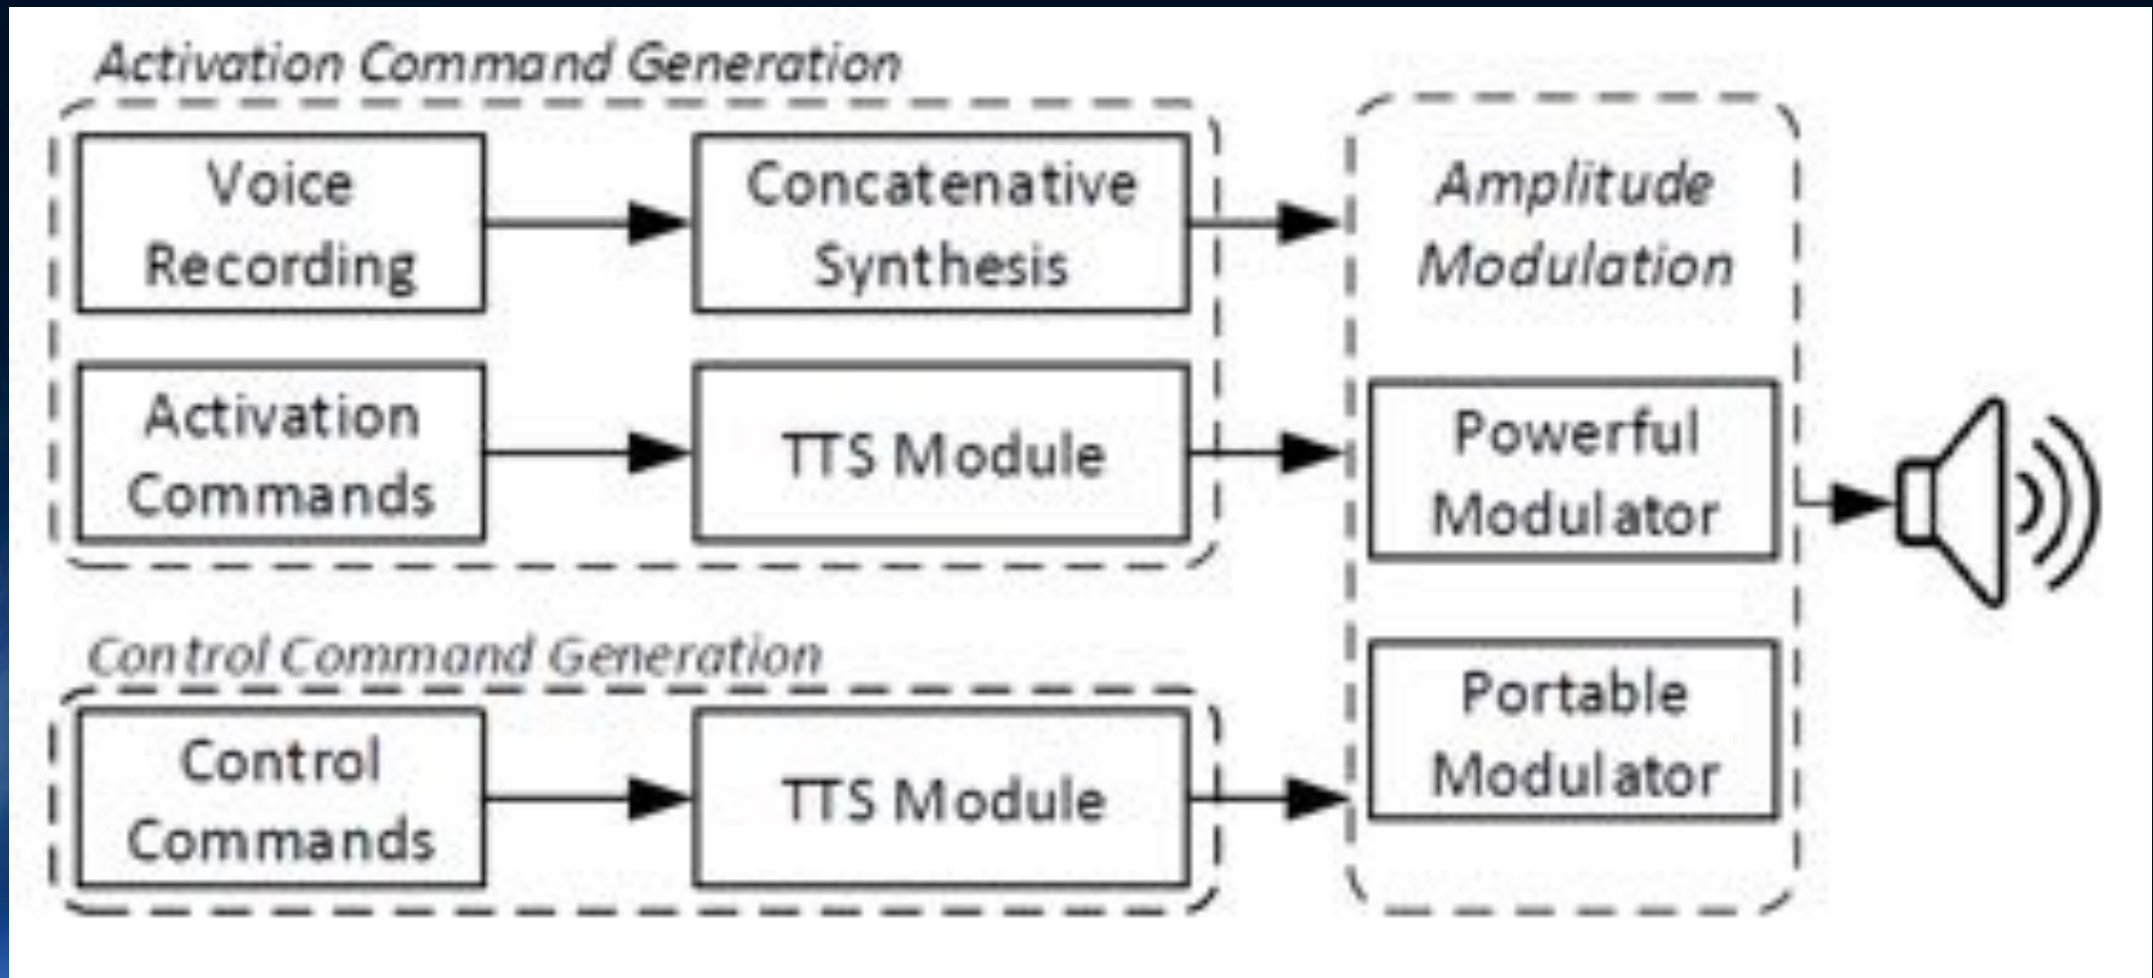 Activation Command Generation
Voice
Recording
Concatenative
Synthesis
Activation
Commands
TTS Module
Control Command Generation
Control
Commands
TTS Module
Amplitude
Modulation
Powerful
Modulator
Portable
Modulator